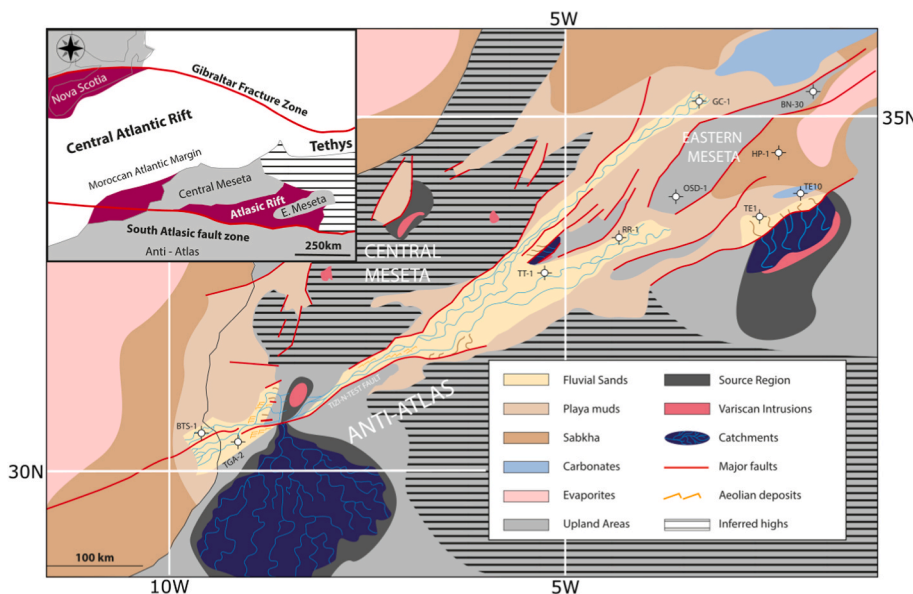 5W
Nova Scotia
Gibraltar Fracture Zone
Central Atlantic Rift
Tethys
Moroccan Atlantic Margin
Central Meseta
Atlasic Rift
E. Meseta
South Atlasic fault zone
Anti - Atlas
250km
GC-1
BN-30
35N
EASTERN
MESETA
HP-1
OSD-1
TE10
TE1
RR-1
CENTRAL
MESETA
TT-1
TIZI-N-TEST FAULT
ANTI-ATLAS
BTS-1
TGA-2
30N
Fluvial Sands
Playa muds
Sabkha
Carbonates
Evaporites
Upland Areas
Source Region
Variscan Intrusions
Catchments
Major faults
Aeolian deposits
Inferred highs
100 km
10W
5W